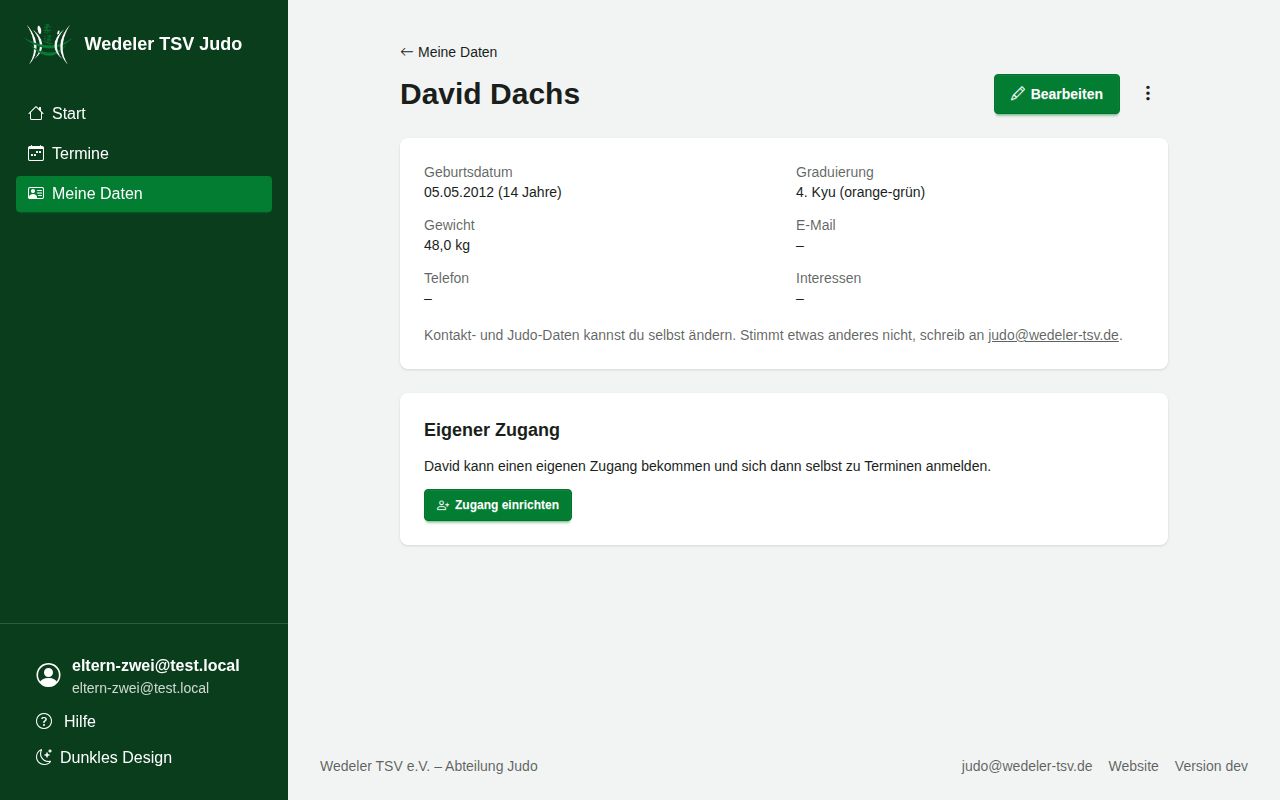 Wedeler TSV Judo
Start
Termine
Meine Daten
eltern-zwei@test.local
eltern-zwei@test.local
Hilfe
Dunkles Design
← Meine Daten
David Dachs
Bearbeiten
Geburtsdatum
05.05.2012 (14 Jahre)
Graduierung
4. Kyu (orange-grün)
Gewicht
48,0 kg
E-Mail
–
Telefon
–
Interessen
–
Kontakt- und Judo-Daten kannst du selbst ändern. Stimmt etwas anderes nicht, schreib an judo@wedeler-tsv.de.
Eigener Zugang
David kann einen eigenen Zugang bekommen und sich dann selbst zu Terminen anmelden.
Zugang einrichten
Wedeler TSV e.V. – Abteilung Judo
judo@wedeler-tsv.de Website Version dev